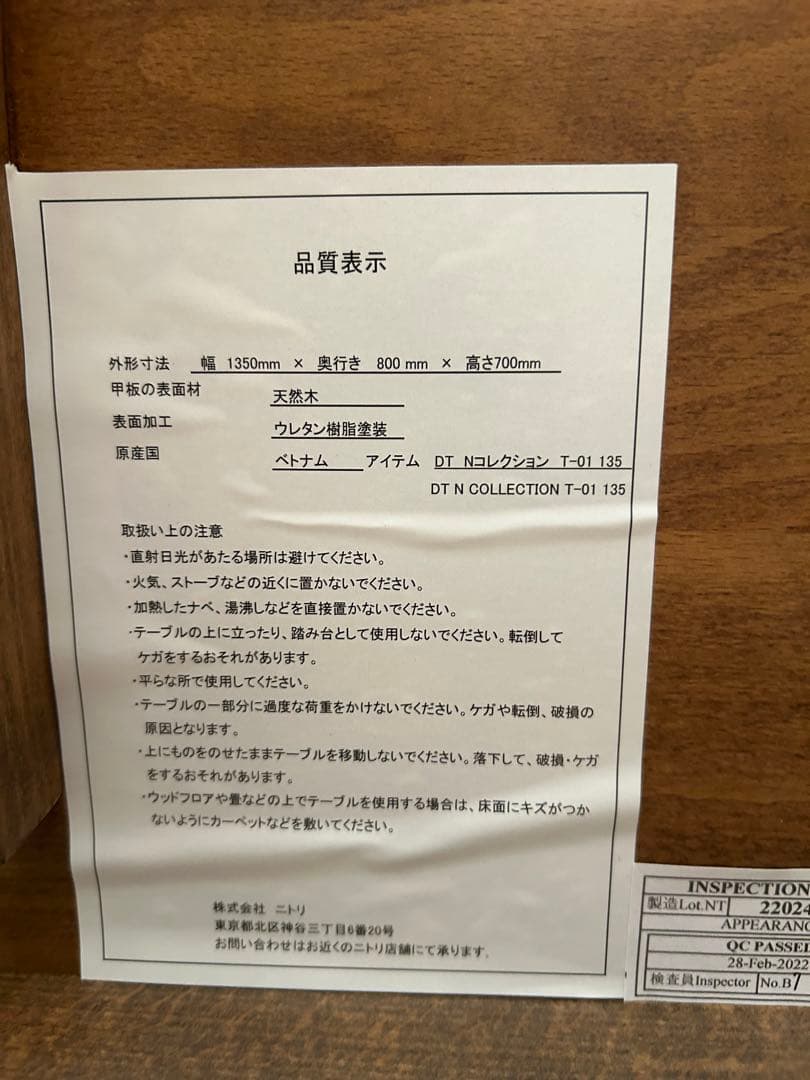 品質表示
外形寸法 幅 1350mm × 奥行き 800 mm × 高さ700mm
甲板の表面材 天然木
表面加工 ウレタン樹脂塗装
原産国 ベトナム アイテム DT Nコレクション T-01 135
DT N COLLECTION T-01 135
取扱い上の注意
・直射日光があたる場所は避けてください。
・火気、ストーブなどの近くに置かないでください。
・加熱したナベ、湯沸しなどを直接置かないでください。
・テーブルの上に立ったり、踏み台として使用しないでください。転倒して
ケガをするおそれがあります。
・平らな所で使用してください。
・テーブルの一部分に過度な荷重をかけないでください。ケガや転倒、破損の
原因となります。
・上にものをのせたままテーブルを移動しないでください。落下して、破損・ケガ
をするおそれがあります。
・ウッドフロアや畳などの上でテーブルを使用する場合は、床面にキズがつか
ないようにカーペットなどを敷いてください。
株式会社 ニトリ
東京都北区神谷三丁目6番20号
お問い合わせはお近くのニトリ店舗にて承ります。
INSPECTION
製造Lot.NT 22024
APPEARANC
QC PASSED
28-Feb-2022
検査員Inspector No.B7